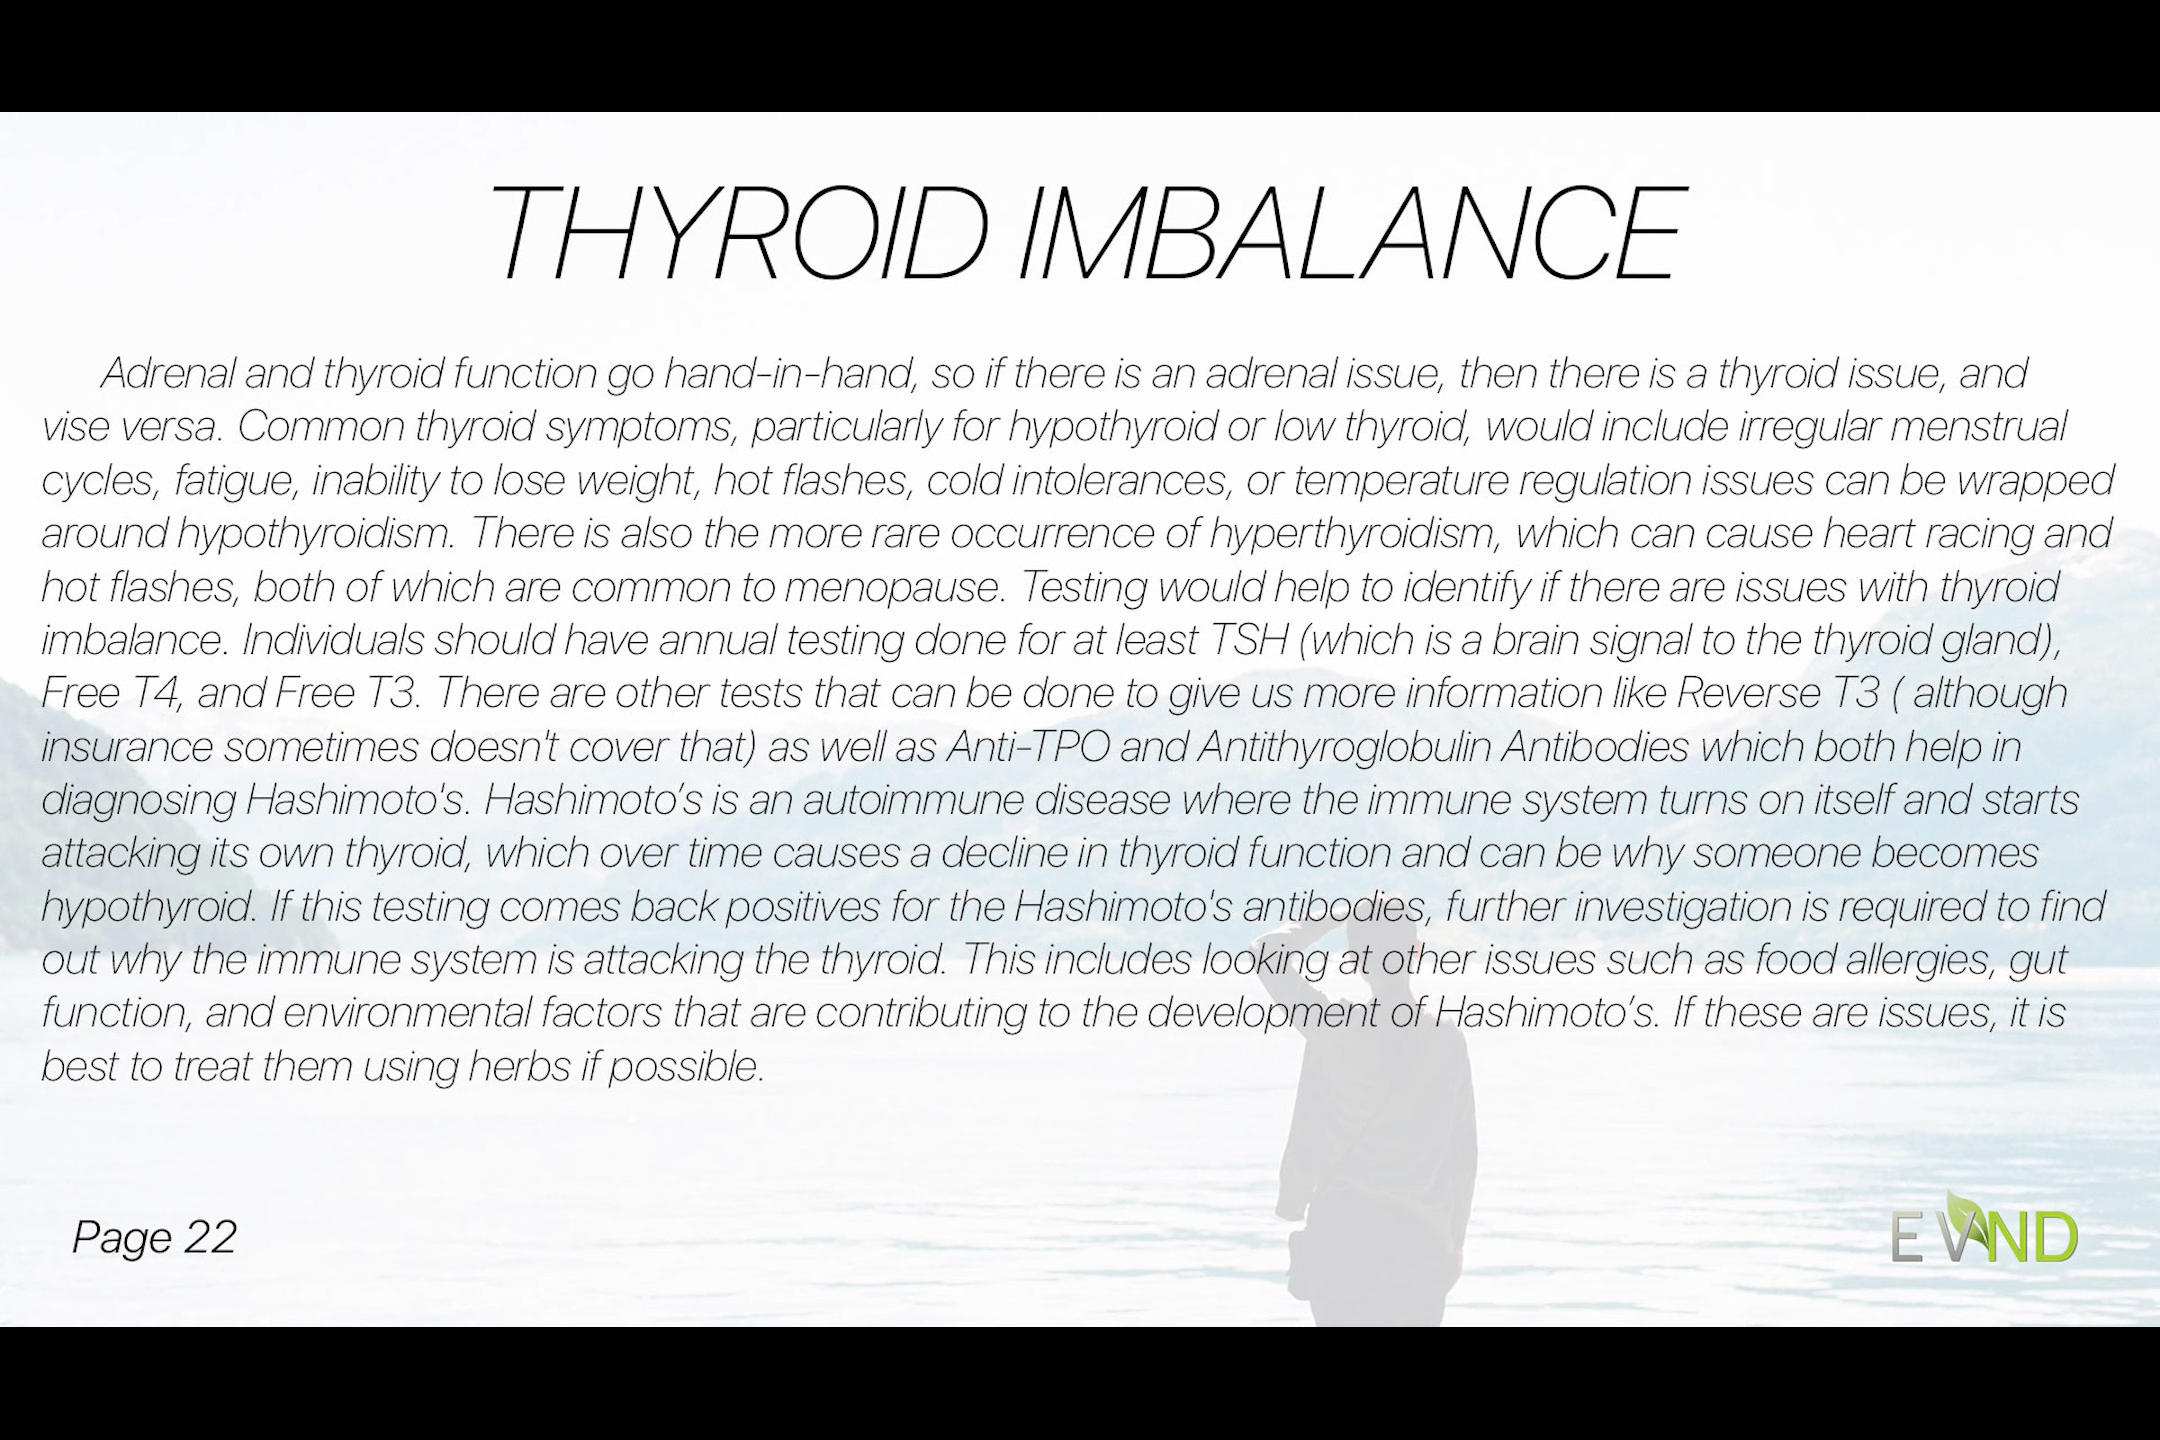 THYROID IMBALANCE
Adrenal and thyroid function go hand-in-hand, so if there is an adrenal issue, then there is a thyroid issue, and
vise versa. Common thyroid symptoms, particularly for hypothyroid or low thyroid, would include irregular menstrual
cycles, fatigue, inability to lose weight, hot flashes, cold intolerances, or temperature regulation issues can be wrapped
around hypothyroidism. There is also the more rare occurrence of hyperthyroidism, which can cause heart racing and
hot flashes, both of which are common to menopause. Testing would help to identify if there are issues with thyroid
imbalance. Individuals should have annual testing done for at least TSH (which is a brain signal to the thyroid gland),
Free T4, and Free T3. There are other tests that can be done to give us more information like Reverse T3 ( although
insurance sometimes doesn't cover that) as well as Anti-TPO and Antithyroglobulin Antibodies which both help in
diagnosing Hashimoto's. Hashimoto’s is an autoimmune disease where the immune system turns on itself and starts
attacking its own thyroid, which over time causes a decline in thyroid function and can be why someone becomes
hypothyroid. If this testing comes back positives for the Hashimoto's antibodies, further investigation is required to find
out why the immune system is attacking the thyroid. This includes looking at other issues such as food allergies, gut
function, and environmental factors that are contributing to the development of Hashimoto’s. If these are issues, it is
best to treat them using herbs if possible.
Page 22
EVND